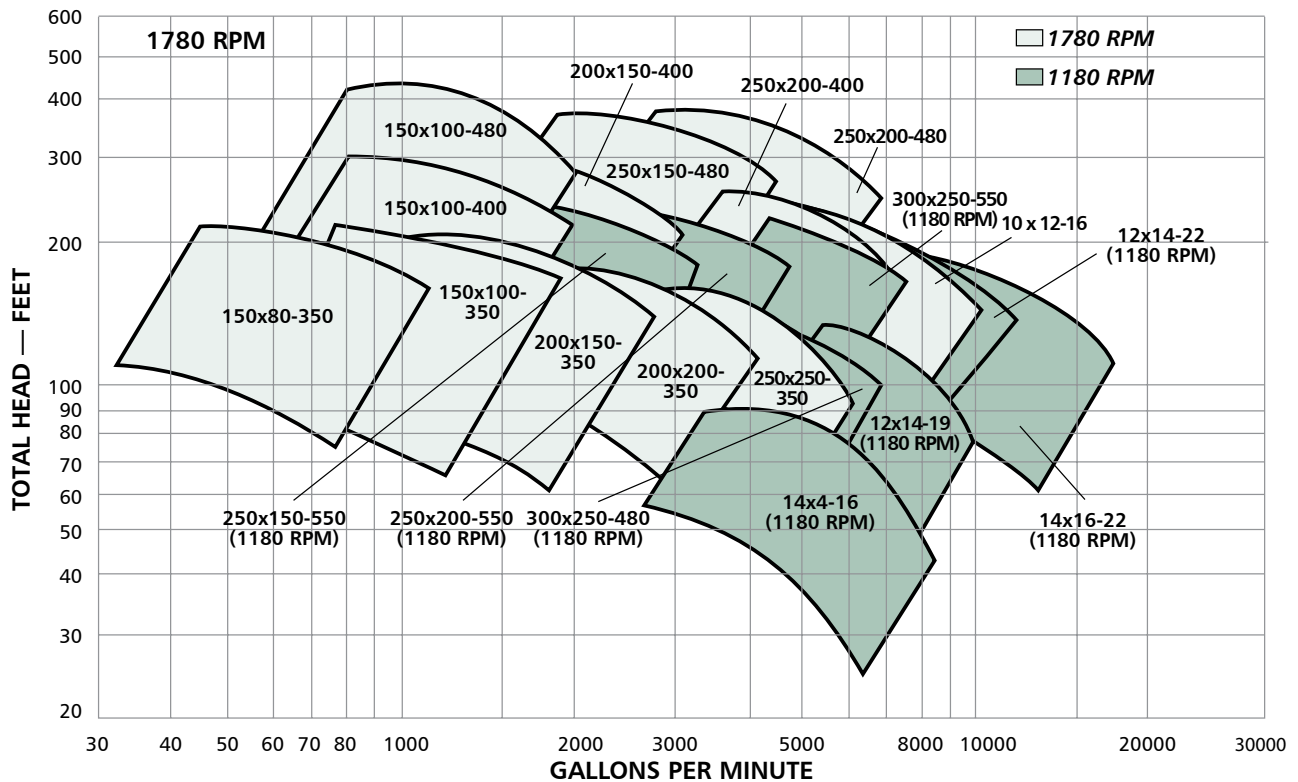 1780 RPM
1780 RPM
1180 RPM
600
500
400
300
200
100
90
80
70
60
50
40
30
20
TOTAL HEAD — FEET
200x150-400
250x200-400
150x100-480
250x200-480
250x150-480
300x250-550
(1180 RPM)
10 x 12-16
12x14-22
(1180 RPM)
150x100-400
150x80-350
150x100-
350
200x150-
350
200x200-
350
250x250-
350
12x14-19
(1180 RPM)
14x4-16
(1180 RPM)
250x150-550
(1180 RPM)
250x200-550
(1180 RPM)
300x250-480
(1180 RPM)
14x16-22
(1180 RPM)
30
40
50
60
70
80
1000
2000
3000
5000
8000
10000
20000
30000
GALLONS PER MINUTE